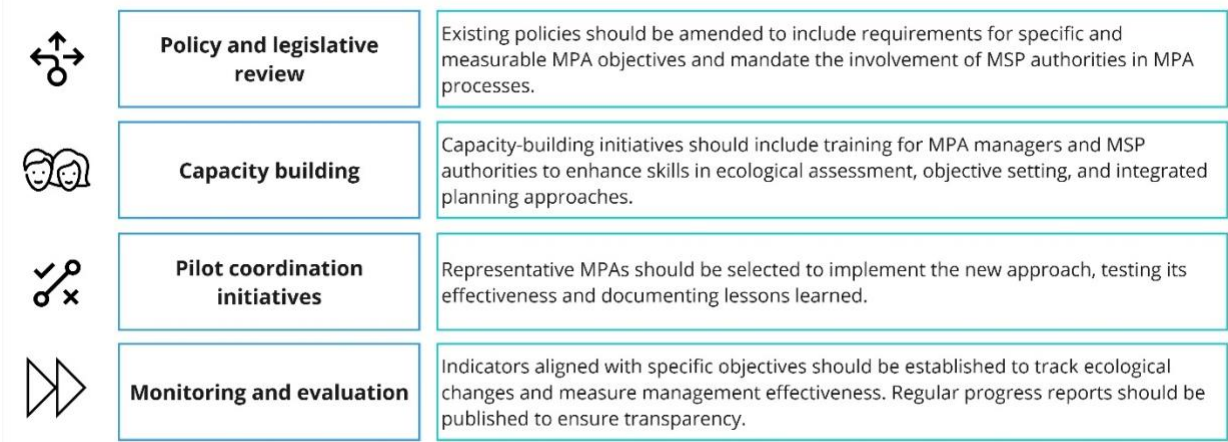 Policy and legislative
review
Existing policies should be amended to include requirements for specific and
measurable MPA objectives and mandate the involvement of MSP authorities in MPA
processes.
Capacity building
Capacity-building initiatives should include training for MPA managers and MSP
authorities to enhance skills in ecological assessment, objective setting, and integrated
planning approaches.
Pilot coordination
initiatives
Representative MPAs should be selected to implement the new approach, testing its
effectiveness and documenting lessons learned.
Monitoring and evaluation
Indicators aligned with specific objectives should be established to track ecological
changes and measure management effectiveness. Regular progress reports should be
published to ensure transparency.